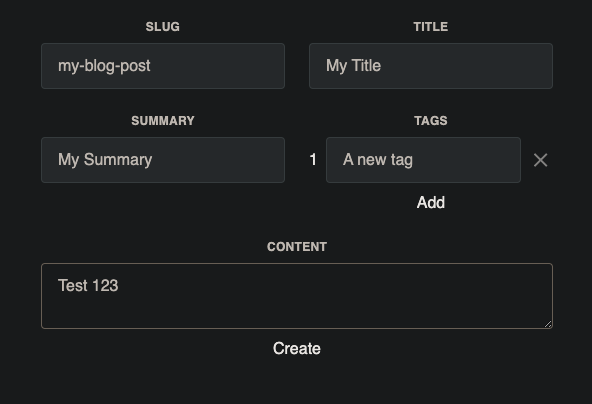 SLUG
TITLE
my-blog-post
My Title
SUMMARY
TAGS
My Summary
1
A new tag
Add
CONTENT
Test 123
Create